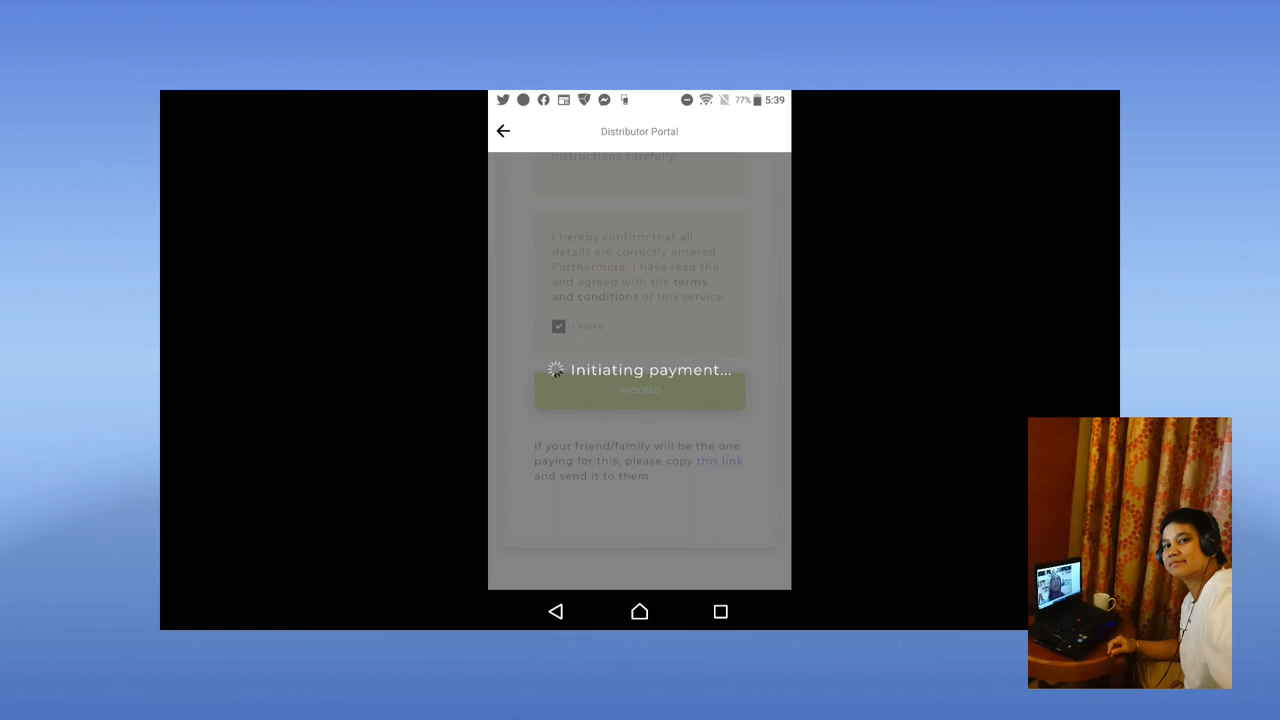 77% 5:39
Distributor Portal
instructions carefully.
I hereby confirm that all
details are correctly entered.
Furthermore, I have read the
and agreed with the terms
and conditions of this service.
I Agree
Initiating payment...
PROCEED
If your friend/family will be the one
paying for this, please copy this link
and send it to them